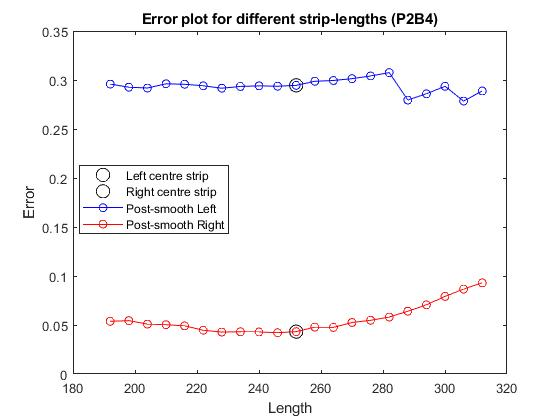 Error plot for different strip-lengths (P2B4)
0.35
0.3
0.25
0.2
0.15
0.1
0.05
0
Error
Left centre strip
Right centre strip
Post-smooth Left
Post-smooth Right
180 200 220 240 260 280 300 320
Length